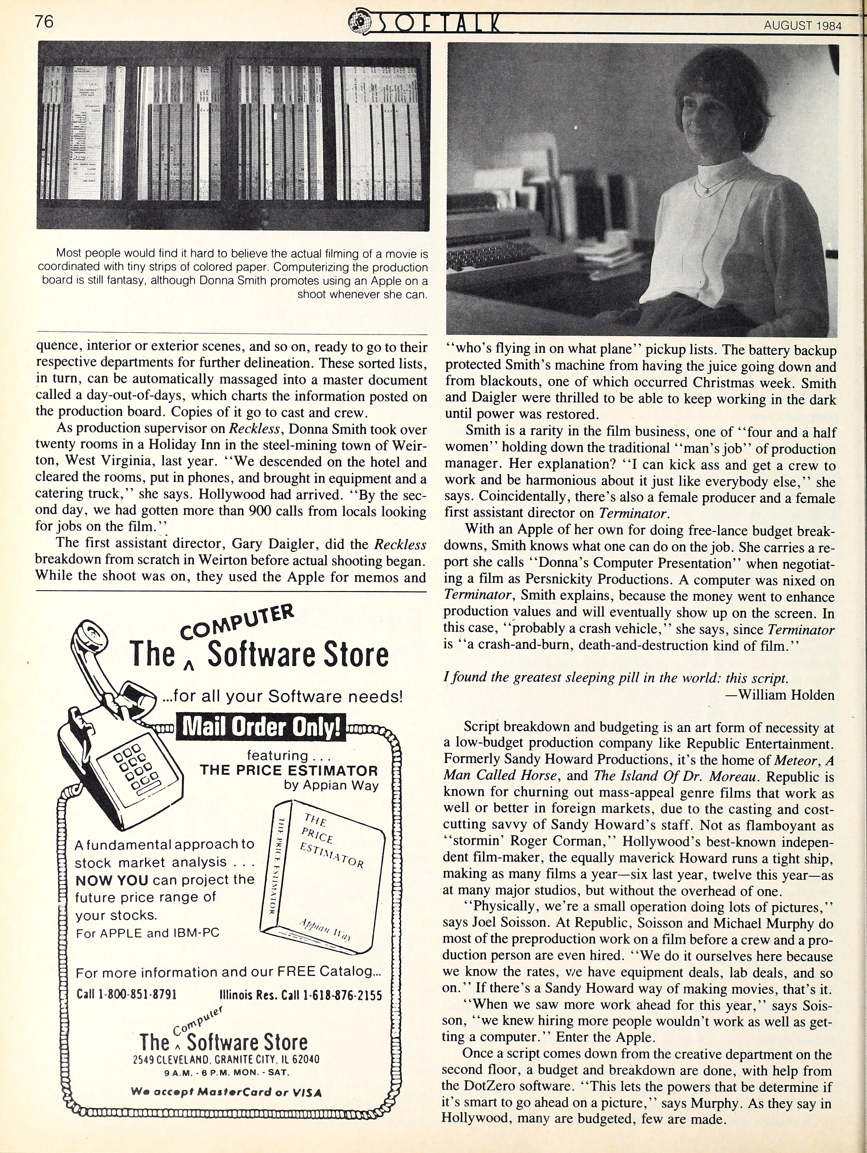 76
SOFTALK
AUGUST 1984
Most people would find it hard to believe the actual filming of a movie is
coordinated with tiny strips of colored paper. Computerizing the production
board is still fantasy, although Donna Smith promotes using an Apple on a
shoot whenever she can.
quence, interior or exterior scenes, and so on, ready to go to their
respective departments for further delineation. These sorted lists,
in turn, can be automatically massaged into a master document
called a day-out-of-days, which charts the information posted on
the production board. Copies of it go to cast and crew.
As production supervisor on Reckless, Donna Smith took over
twenty rooms in a Holiday Inn in the steel-mining town of Weir-
ton, West Virginia, last year. ‘‘We descended on the hotel and
cleared the rooms, put in phones, and brought in equipment and a
catering truck,’’ she says. Hollywood had arrived. ‘‘By the sec-
ond day, we had gotten more than 900 calls from locals looking
for jobs on the film.’’
The first assistant director, Gary Daigler, did the Reckless
breakdown from scratch in Weirton before actual shooting began.
While the shoot was on, they used the Apple for memos and
The ^ COMPUTER Software Store
...for all your Software needs!
Mail Order Only!
featuring . . .
THE PRICE ESTIMATOR
by Appian Way
THE PRICE ESTIMATOR
THE
PRICE
ESTIMATOR
Appian Way
A fundamental approach to
stock market analysis . . .
NOW YOU can project the
future price range of
your stocks.
For APPLE and IBM-PC
For more information and our FREE Catalog...
Call 1-800-851-8791 Illinois Res. Call 1-618-876-2155
The ^ Computer Software Store
2549 CLEVELAND, GRANITE CITY, IL 62040
9 A.M. - 6 P.M. MON. - SAT.
We accept MasterCard or VISA
‘‘who’s flying in on what plane’’ pickup lists. The battery backup
protected Smith’s machine from having the juice going down and
from blackouts, one of which occurred Christmas week. Smith
and Daigler were thrilled to be able to keep working in the dark
until power was restored.
Smith is a rarity in the film business, one of ‘‘four and a half
women’’ holding down the traditional ‘‘man’s job’’ of production
manager. Her explanation? ‘‘I can kick ass and get a crew to
work and be harmonious about it just like everybody else,’’ she
says. Coincidentally, there’s also a female producer and a female
first assistant director on Terminator.
With an Apple of her own for doing free-lance budget break-
downs, Smith knows what one can do on the job. She carries a re-
port she calls ‘‘Donna’s Computer Presentation’’ when negotiat-
ing a film as Persnickity Productions. A computer was nixed on
Terminator, Smith explains, because the money went to enhance
production values and will eventually show up on the screen. In
this case, ‘‘probably a crash vehicle,’’ she says, since Terminator
is ‘‘a crash-and-burn, death-and-destruction kind of film.’’
I found the greatest sleeping pill in the world: this script.
—William Holden
Script breakdown and budgeting is an art form of necessity at
a low-budget production company like Republic Entertainment.
Formerly Sandy Howard Productions, it’s the home of Meteor, A
Man Called Horse, and The Island Of Dr. Moreau. Republic is
known for churning out mass-appeal genre films that work as
well or better in foreign markets, due to the casting and cost-
cutting savvy of Sandy Howard’s staff. Not as flamboyant as
‘‘stormin’ Roger Corman,’’ Hollywood’s best-known indepen-
dent film-maker, the equally maverick Howard runs a tight ship,
making as many films a year—six last year, twelve this year—as
at many major studios, but without the overhead of one.
‘‘Physically, we’re a small operation doing lots of pictures,’’
says Joel Soisson. At Republic, Soisson and Michael Murphy do
most of the preproduction work on a film before a crew and a pro-
duction person are even hired. ‘‘We do it ourselves here because
we know the rates, we have equipment deals, lab deals, and so
on.’’ If there’s a Sandy Howard way of making movies, that’s it.
‘‘When we saw more work ahead for this year,’’ says Sois-
son, ‘‘we knew hiring more people wouldn’t work as well as get-
ting a computer.’’ Enter the Apple.
Once a script comes down from the creative department on the
second floor, a budget and breakdown are done, with help from
the DotZero software. ‘‘This lets the powers that be determine if
it’s smart to go ahead on a picture,’’ says Murphy. As they say in
Hollywood, many are budgeted, few are made.